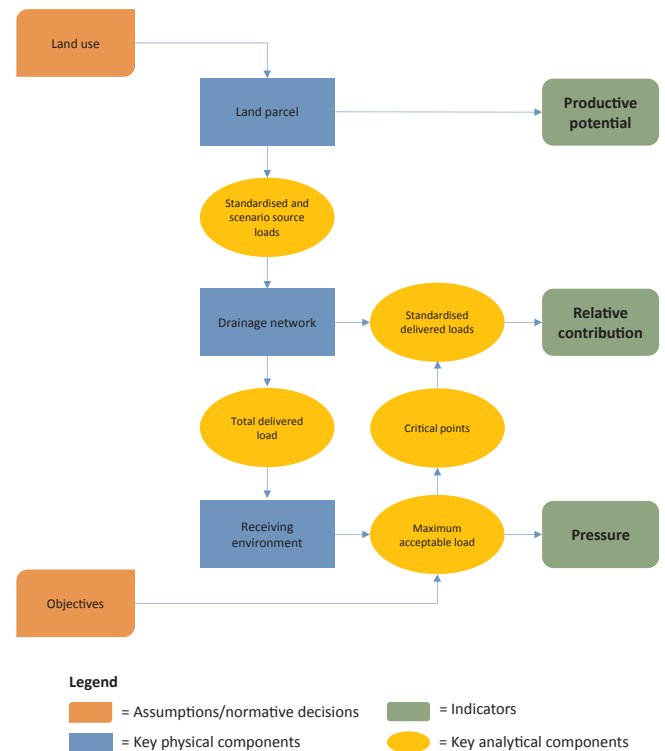 Land use
Land parcel
Productive
potential
Standardised and
scenario source
loads
Drainage network
Standardised
delivered loads
Relative
contribution
Total delivered
load
Critical points
Receiving
environment
Maximum
acceptable load
Pressure
Objectives
Legend
= Assumptions/normative decisions
= Indicators
= Key physical components
= Key analytical components